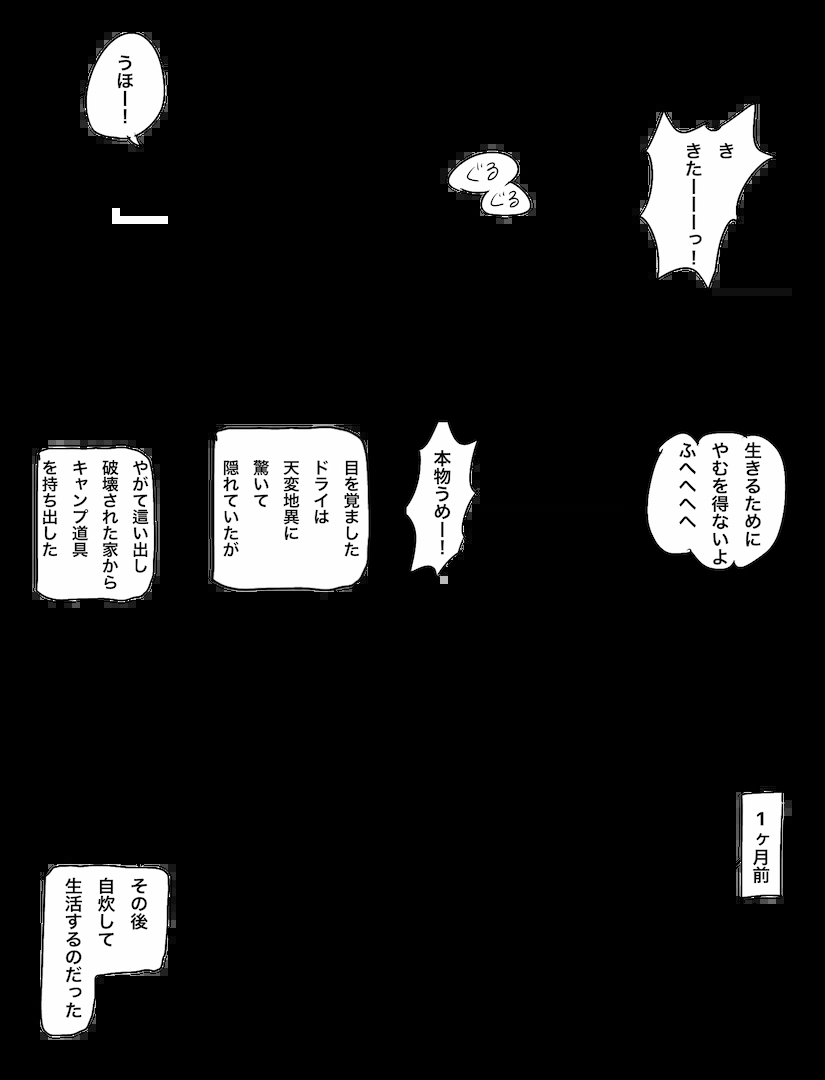 き
きたーーーっ！
ぐる
ぐる
うほー！
生きるために
やむを得ないよ
ふへへへへ
本物うめー！
目を覚ました
ドライは
天変地異に
驚いて
隠れていたが
やがて這い出し
破壊された家から
キャンプ道具
を持ち出した
1ヶ月前
その後
自炊して
生活するのだった